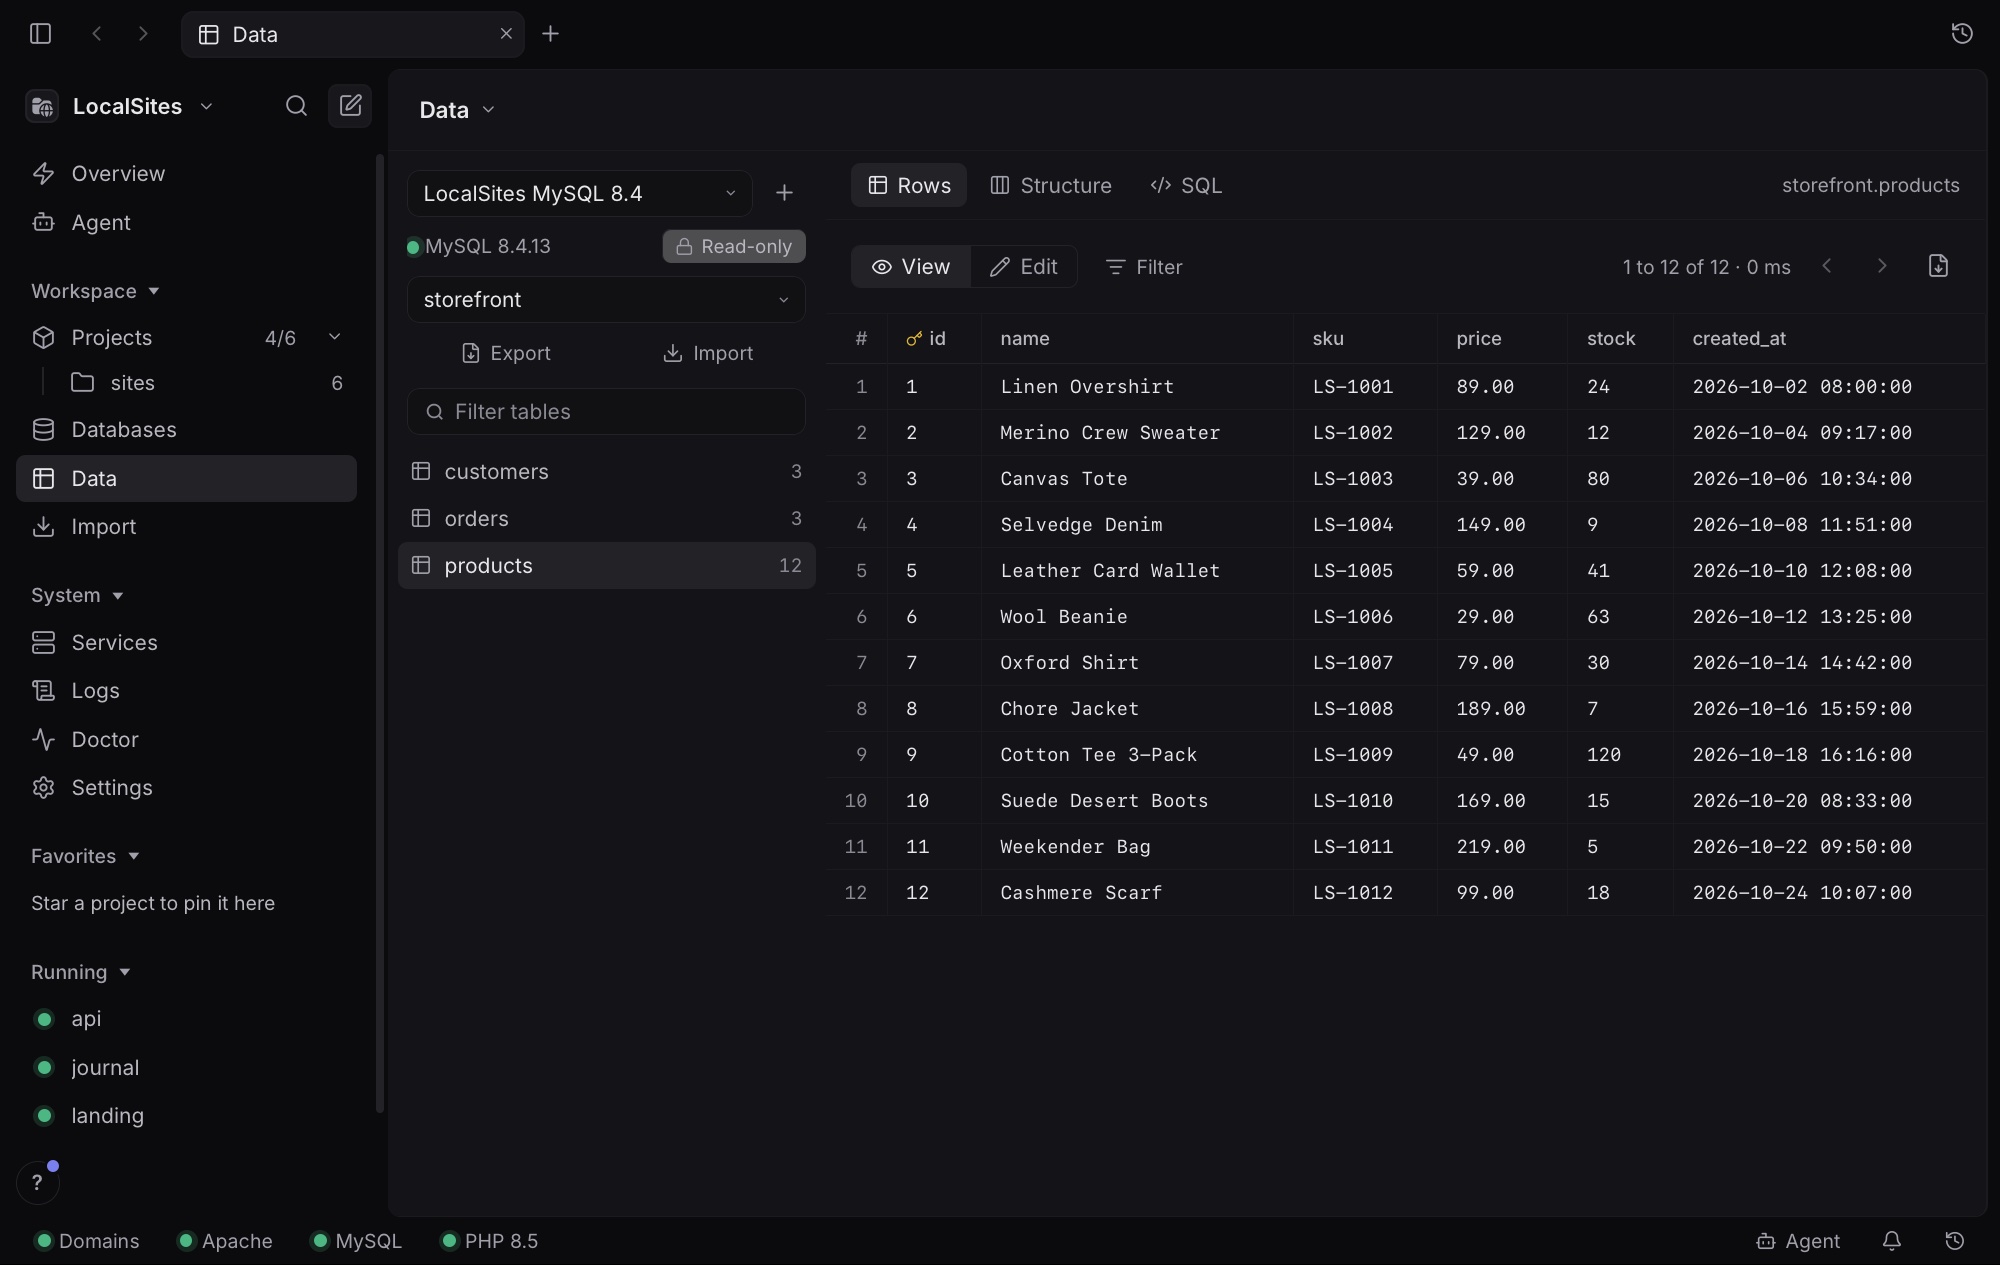 Data
LocalSites
Overview
Agent
Workspace
Projects 4/6
sites 6
Databases
Data
Import
System
Services
Logs
Doctor
Settings
Favorites
Star a project to pin it here
Running
api
journal
landing
?
Data
LocalSites MySQL 8.4
MySQL 8.4.13 Read-only
storefront
Export Import
Filter tables
customers 3
orders 3
products 12
Rows Structure SQL storefront.products
View Edit Filter 1 to 12 of 12 · 0 ms
# id name sku price stock created_at
1 1 Linen Overshirt LS-1001 89.00 24 2026-10-02 08:00:00
2 2 Merino Crew Sweater LS-1002 129.00 12 2026-10-04 09:17:00
3 3 Canvas Tote LS-1003 39.00 80 2026-10-06 10:34:00
4 4 Selvedge Denim LS-1004 149.00 9 2026-10-08 11:51:00
5 5 Leather Card Wallet LS-1005 59.00 41 2026-10-10 12:08:00
6 6 Wool Beanie LS-1006 29.00 63 2026-10-12 13:25:00
7 7 Oxford Shirt LS-1007 79.00 30 2026-10-14 14:42:00
8 8 Chore Jacket LS-1008 189.00 7 2026-10-16 15:59:00
9 9 Cotton Tee 3-Pack LS-1009 49.00 120 2026-10-18 16:16:00
10 10 Suede Desert Boots LS-1010 169.00 15 2026-10-20 08:33:00
11 11 Weekender Bag LS-1011 219.00 5 2026-10-22 09:50:00
12 12 Cashmere Scarf LS-1012 99.00 18 2026-10-24 10:07:00
Domains Apache MySQL PHP 8.5 Agent